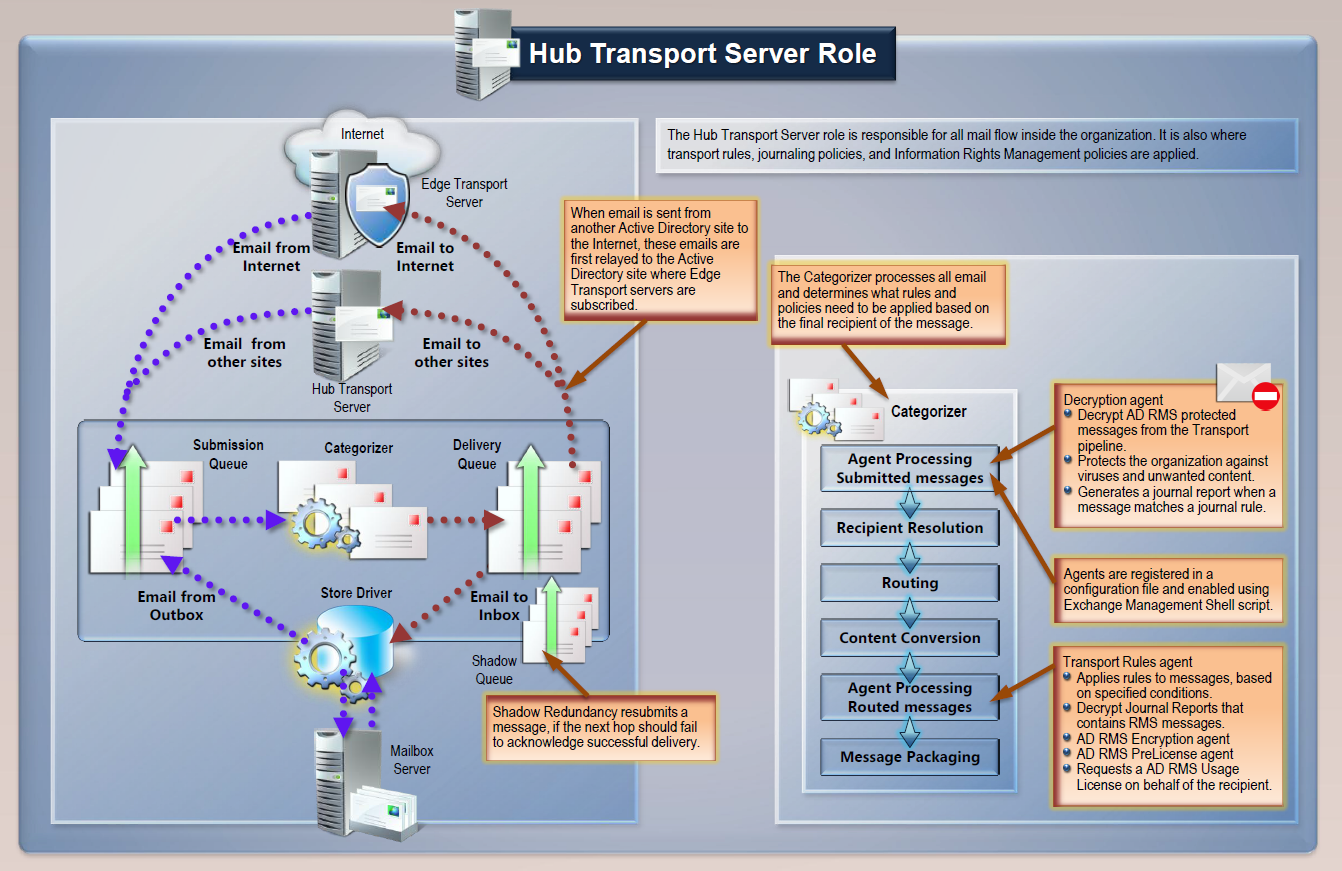 Hub Transport Server Role
The Hub Transport Server role is responsible for all mail flow inside the organization. It is also where
transport rules, journaling policies, and Information Rights Management policies are applied.
Internet
Edge Transport
Server
Email from
Internet
Email to
Internet
When email is sent from
another Active Directory site to
the Internet, these emails are
first relayed to the Active
Directory site where Edge
Transport servers are
subscribed.
Email  from
other sites
Email to
other sites
Hub Transport
Server
Submission
Queue
Categorizer
Delivery
Queue
Email from
Outbox
Store Driver
Email to
Inbox
Shadow
Queue
Shadow Redundancy resubmits a
message, if the next hop should fail
to acknowledge successful delivery.
Mailbox
Server
The Categorizer processes all email
and determines what rules and
policies need to be applied based on
the final recipient of the message.
Categorizer
Agent Processing
Submitted messages
Recipient Resolution
Routing
Content Conversion
Agent Processing
Routed messages
Message Packaging
Decryption agent
Decrypt AD RMS protected
messages from the Transport
pipeline.
Protects the organization against
viruses and unwanted content.
Generates a journal report when a
message matches a journal rule.
Agents are registered in a
configuration file and enabled using
Exchange Management Shell script.
Transport Rules agent
Applies rules to messages, based
on specified conditions.
Decrypt Journal Reports that
contains RMS messages.
AD RMS Encryption agent
AD RMS PreLicense agent
Requests a AD RMS Usage
License on behalf of the recipient.